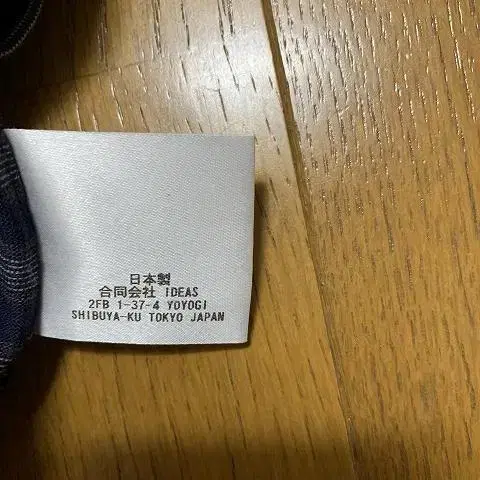 日本製
合同会社 IDEAS
2FB 1-37-4 YOYOGI
SHIBUYA-KU TOKYO JAPAN